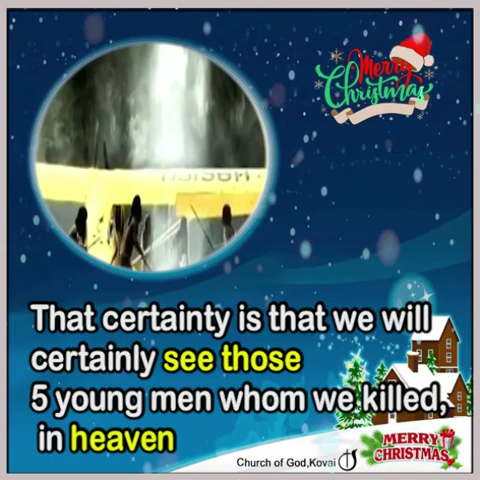 Merry
Christmas
That certainty is that we will
certainly see those
5 young men whom we killed,
in heaven
MERRY
CHRISTMAS
Church of God,Kovai